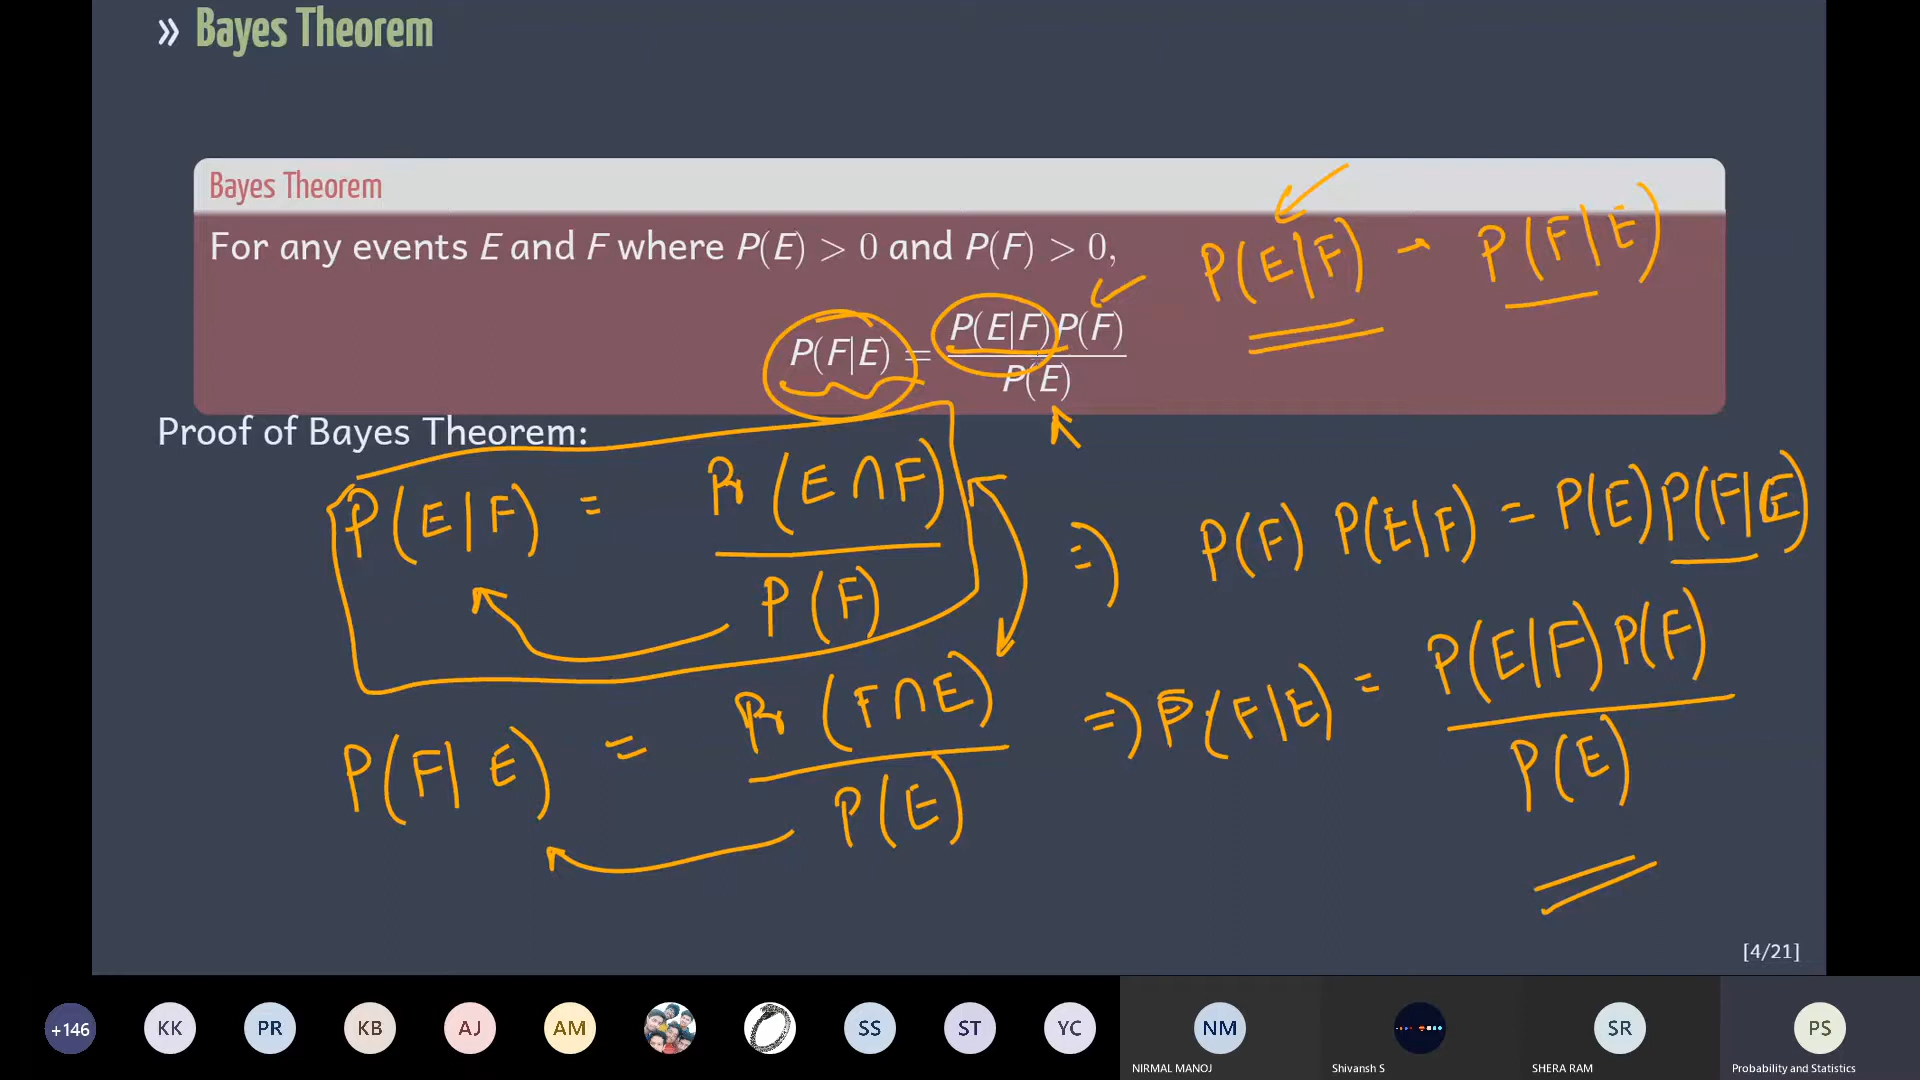 » Bayes Theorem
Bayes Theorem
For any events E and F where P(E) > 0 and P(F) > 0,
P(F|E) = P(E|F)P(F) / P(E)
P(E|F) → P(F|E)
Proof of Bayes Theorem:
P(E|F) = Pr(E ∩ F) / P(F)
⇒ P(F) P(E|F) = P(E) P(F|E)
P(F|E) = Pr(F ∩ E) / P(E)
⇒ P(F|E) = P(E|F) P(F) / P(E)
[4/21]
+146 KK PR KB AJ AM SS ST YC NM SR PS
NIRMAL MANOJ Shivansh S SHERA RAM Probability and Statistics